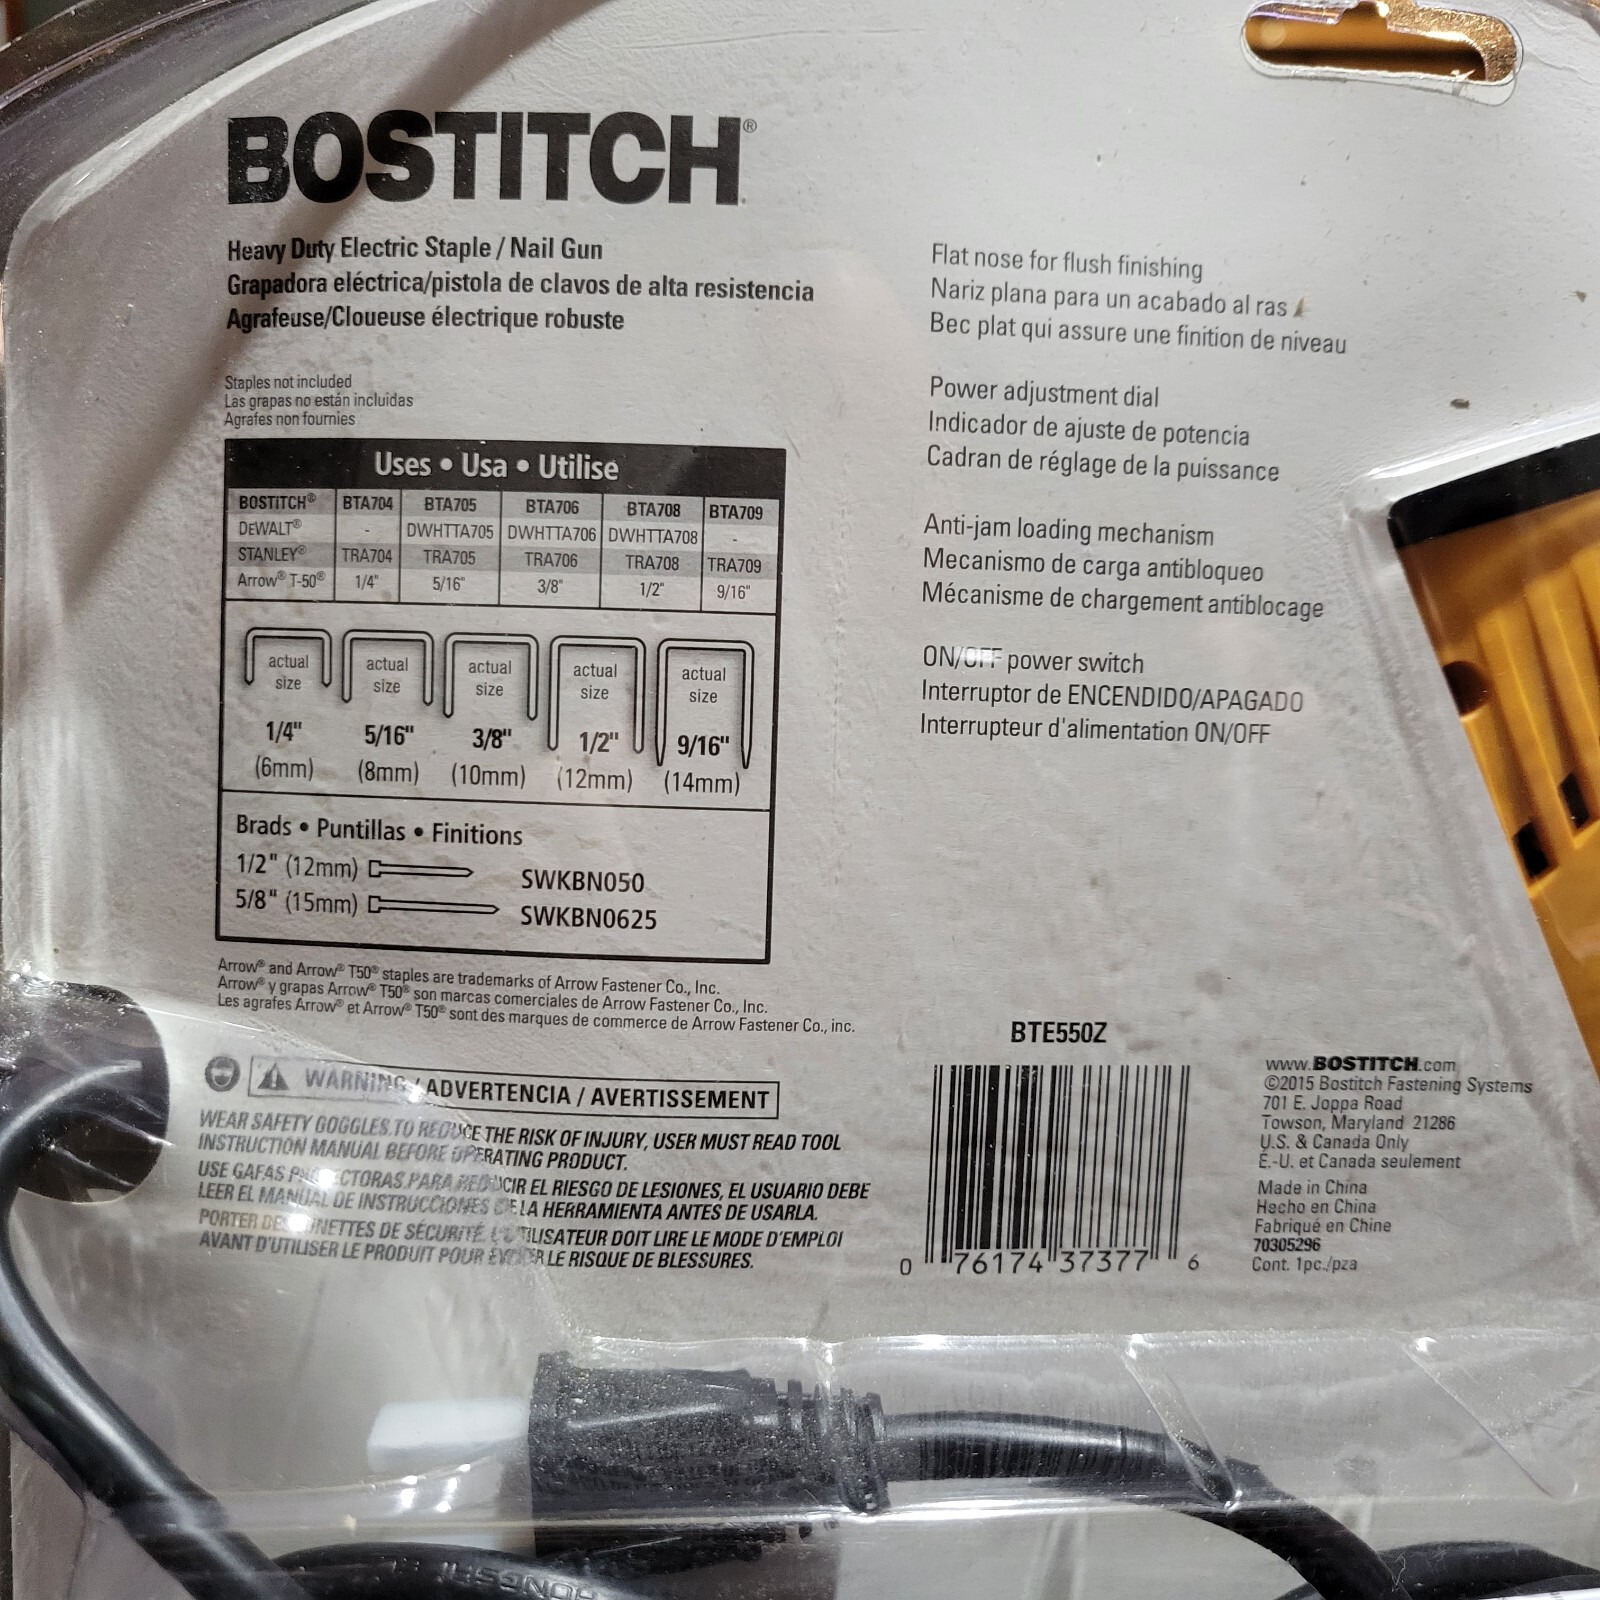 BOSTITCH®
Heavy Duty Electric Staple / Nail Gun
Grapadora eléctrica/pistola de clavos de alta resistencia
Agrafeuse/Cloueuse électrique robuste
Staples not included
Las grapas no están incluidas
Agrafes non fournies
Uses • Usa • Utilise
BOSTITCH® BTA704 BTA705 BTA706 BTA708 BTA709
DEWALT® - DWHTTA705 DWHTTA706 DWHTTA708 -
STANLEY® TRA704 TRA705 TRA706 TRA708 TRA709
Arrow® T-50® 1/4" 5/16" 3/8" 1/2" 9/16"
actual actual actual actual actual
size size size size size
1/4" 5/16" 3/8" 1/2" 9/16"
(6mm) (8mm) (10mm) (12mm) (14mm)
Brads • Puntillas • Finitions
1/2" (12mm) SWKBN050
5/8" (15mm) SWKBN0625
Arrow® and Arrow® T50® staples are trademarks of Arrow Fastener Co., Inc.
Arrow® y grapas Arrow® T50® son marcas comerciales de Arrow Fastener Co., Inc.
Les agrafes Arrow® et Arrow® T50® sont des marques de commerce de Arrow Fastener Co., inc.
WARNING / ADVERTENCIA / AVERTISSEMENT
WEAR SAFETY GOGGLES.TO REDUCE THE RISK OF INJURY, USER MUST READ TOOL
INSTRUCTION MANUAL BEFORE OPERATING PRODUCT.
USE GAFAS PROTECTORAS.PARA REDUCIR EL RIESGO DE LESIONES, EL USUARIO DEBE
LEER EL MANUAL DE INSTRUCCIONES DE LA HERRAMIENTA ANTES DE USARLA.
PORTER DES LUNETTES DE SÉCURITÉ. L'UTILISATEUR DOIT LIRE LE MODE D'EMPLOI
AVANT D'UTILISER LE PRODUIT POUR ÉVITER LE RISQUE DE BLESSURES.
Flat nose for flush finishing
Nariz plana para un acabado al ras
Bec plat qui assure une finition de niveau
Power adjustment dial
Indicador de ajuste de potencia
Cadran de réglage de la puissance
Anti-jam loading mechanism
Mecanismo de carga antibloqueo
Mécanisme de chargement antiblocage
ON/OFF power switch
Interruptor de ENCENDIDO/APAGADO
Interrupteur d'alimentation ON/OFF
BTE550Z
0 76174 37377 6
www.BOSTITCH.com
©2015 Bostitch Fastening Systems
701 E. Joppa Road
Towson, Maryland 21286
U.S. & Canada Only
É.-U. et Canada seulement
Made in China
Hecho en China
Fabriqué en Chine
70305296
Cont. 1pc./pza